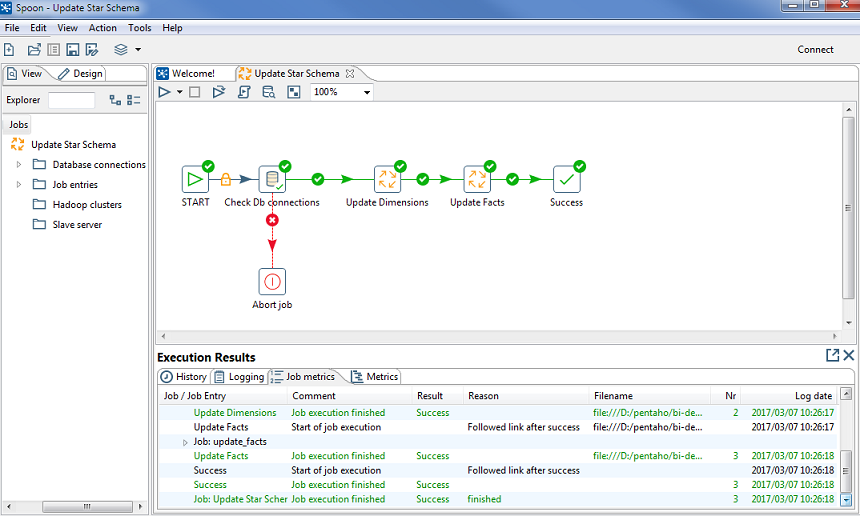 Spoon - Update Star Schema
File Edit View Action Tools Help
Connect
View Design
Welcome! Update Star Schema
Explorer
100%
Jobs
Update Star Schema
Database connections
Job entries
Hadoop clusters
Slave server
START Check Db connections Update Dimensions Update Facts Success
Abort job
Execution Results
History Logging Job metrics Metrics
Job / Job Entry Comment Result Reason Filename Nr Log date
Update Dimensions Job execution finished Success file:///D:/pentaho/bi-de... 2 2017/03/07 10:26:17
Update Facts Start of job execution Followed link after success file:///D:/pentaho/bi-de... 2017/03/07 10:26:17
Job: update_facts
Update Facts Job execution finished Success file:///D:/pentaho/bi-de... 3 2017/03/07 10:26:18
Success Start of job execution Followed link after success 2017/03/07 10:26:18
Success Job execution finished Success 3 2017/03/07 10:26:18
Job: Update Star Scher Job execution finished Success finished 3 2017/03/07 10:26:18